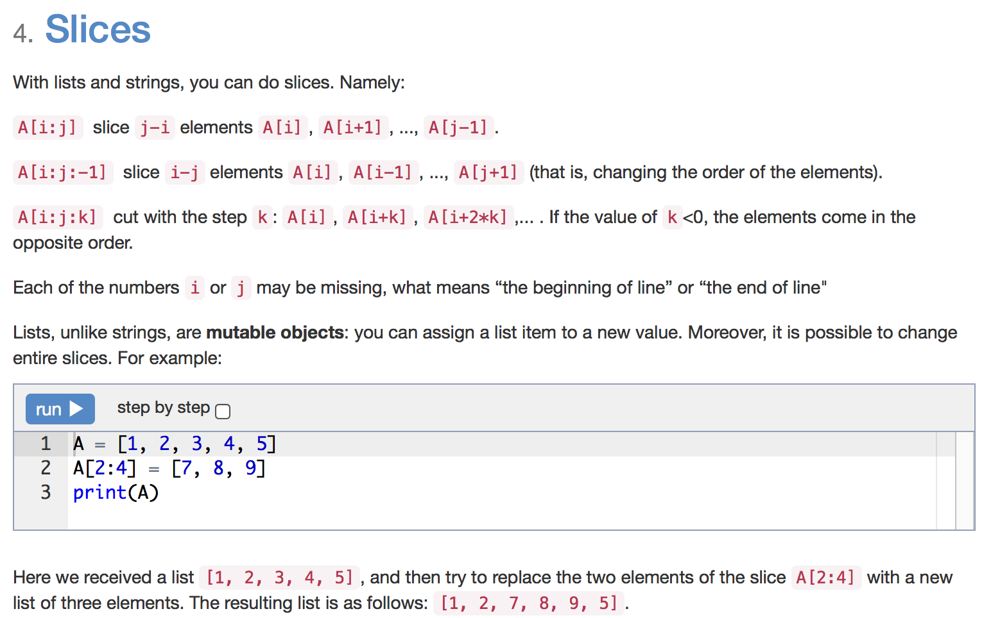 4. Slices
With lists and strings, you can do slices. Namely:
A[i:j] slice j-i elements A[i], A[i+1], ..., A[j-1].
A[i:j:-1] slice i-j elements A[i], A[i-1], ..., A[j+1] (that is, changing the order of the elements).
A[i:j:k] cut with the step k: A[i], A[i+k], A[i+2*k],... . If the value of k<0, the elements come in the
opposite order.
Each of the numbers i or j may be missing, what means “the beginning of line” or “the end of line"
Lists, unlike strings, are mutable objects: you can assign a list item to a new value. Moreover, it is possible to change
entire slices. For example:
run step by step
1 A = [1, 2, 3, 4, 5]
2 A[2:4] = [7, 8, 9]
3 print(A)
Here we received a list [1, 2, 3, 4, 5], and then try to replace the two elements of the slice A[2:4] with a new
list of three elements. The resulting list is as follows: [1, 2, 7, 8, 9, 5].